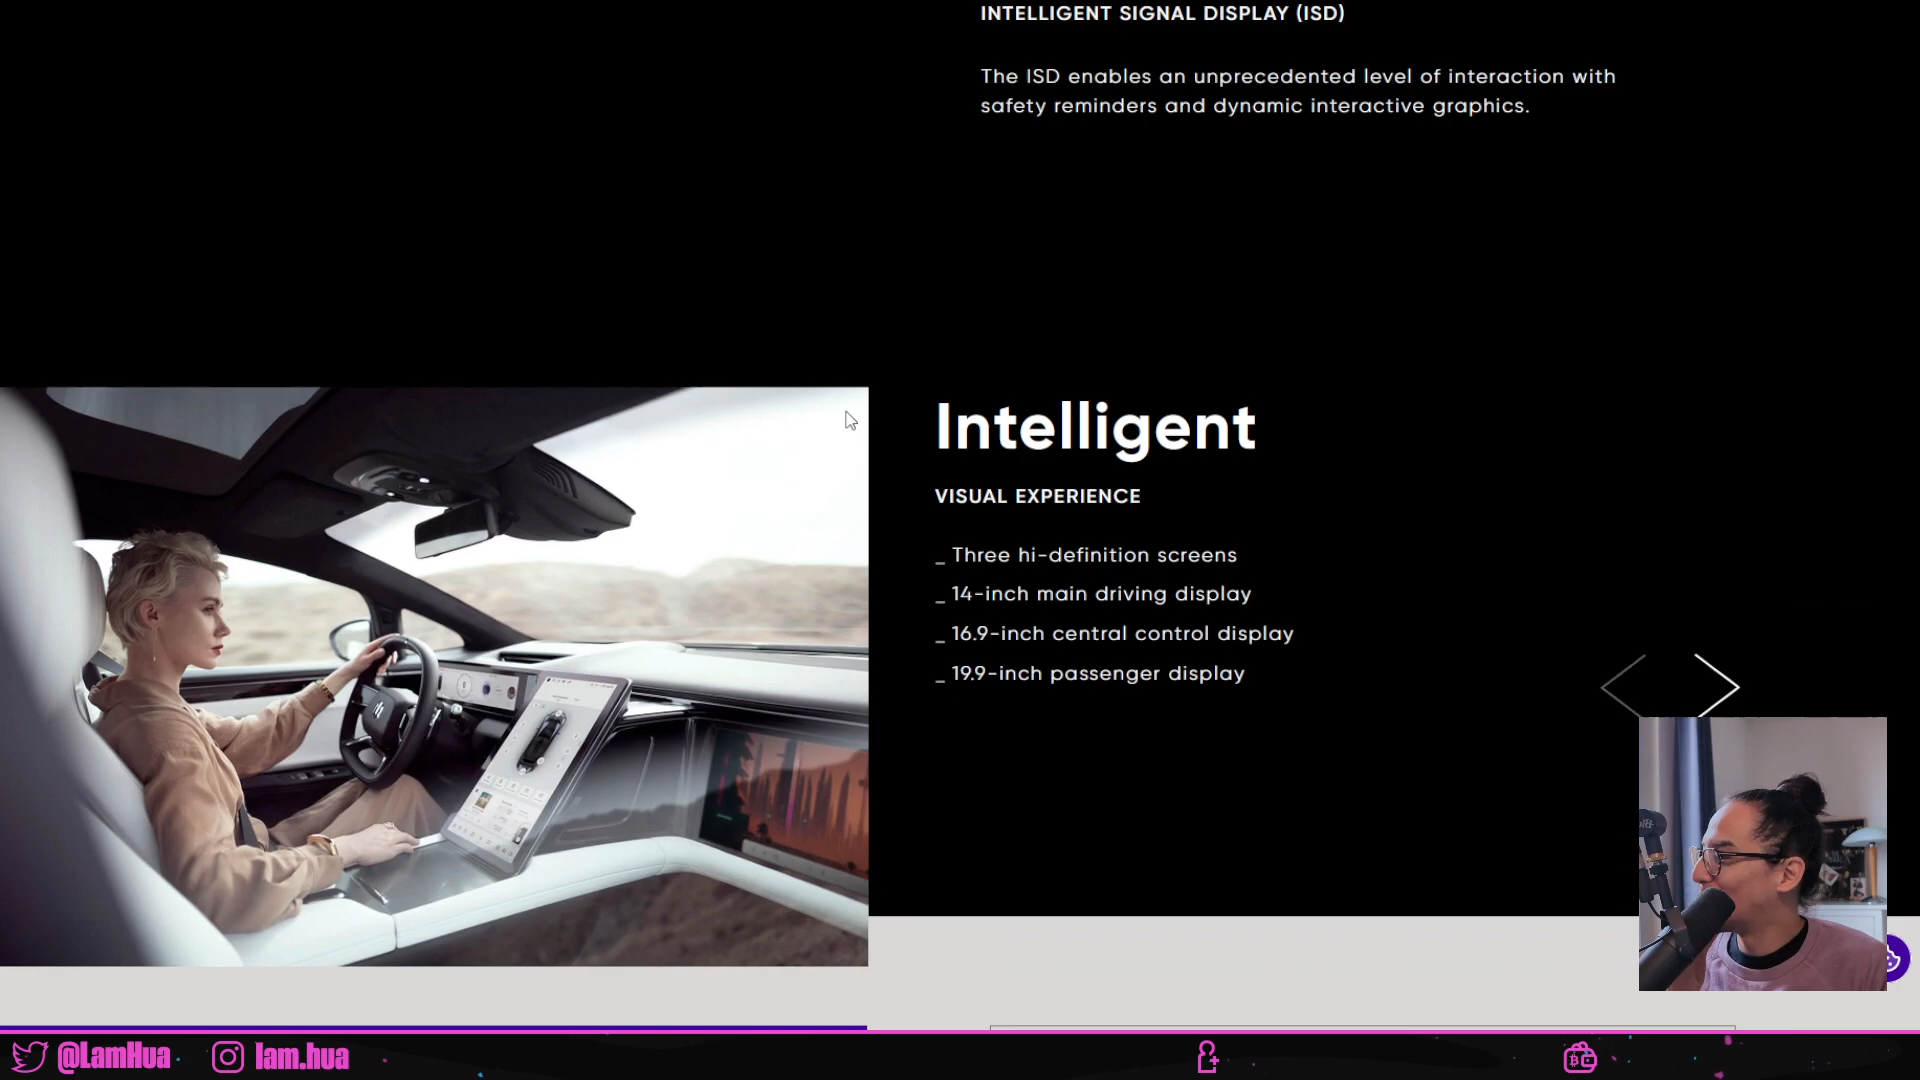 INTELLIGENT SIGNAL DISPLAY (ISD)
The ISD enables an unprecedented level of interaction with
safety reminders and dynamic interactive graphics.
Intelligent
VISUAL EXPERIENCE
_ Three hi-definition screens
_ 14-inch main driving display
_ 16.9-inch central control display
_ 19.9-inch passenger display
@LamHua
lam.hua